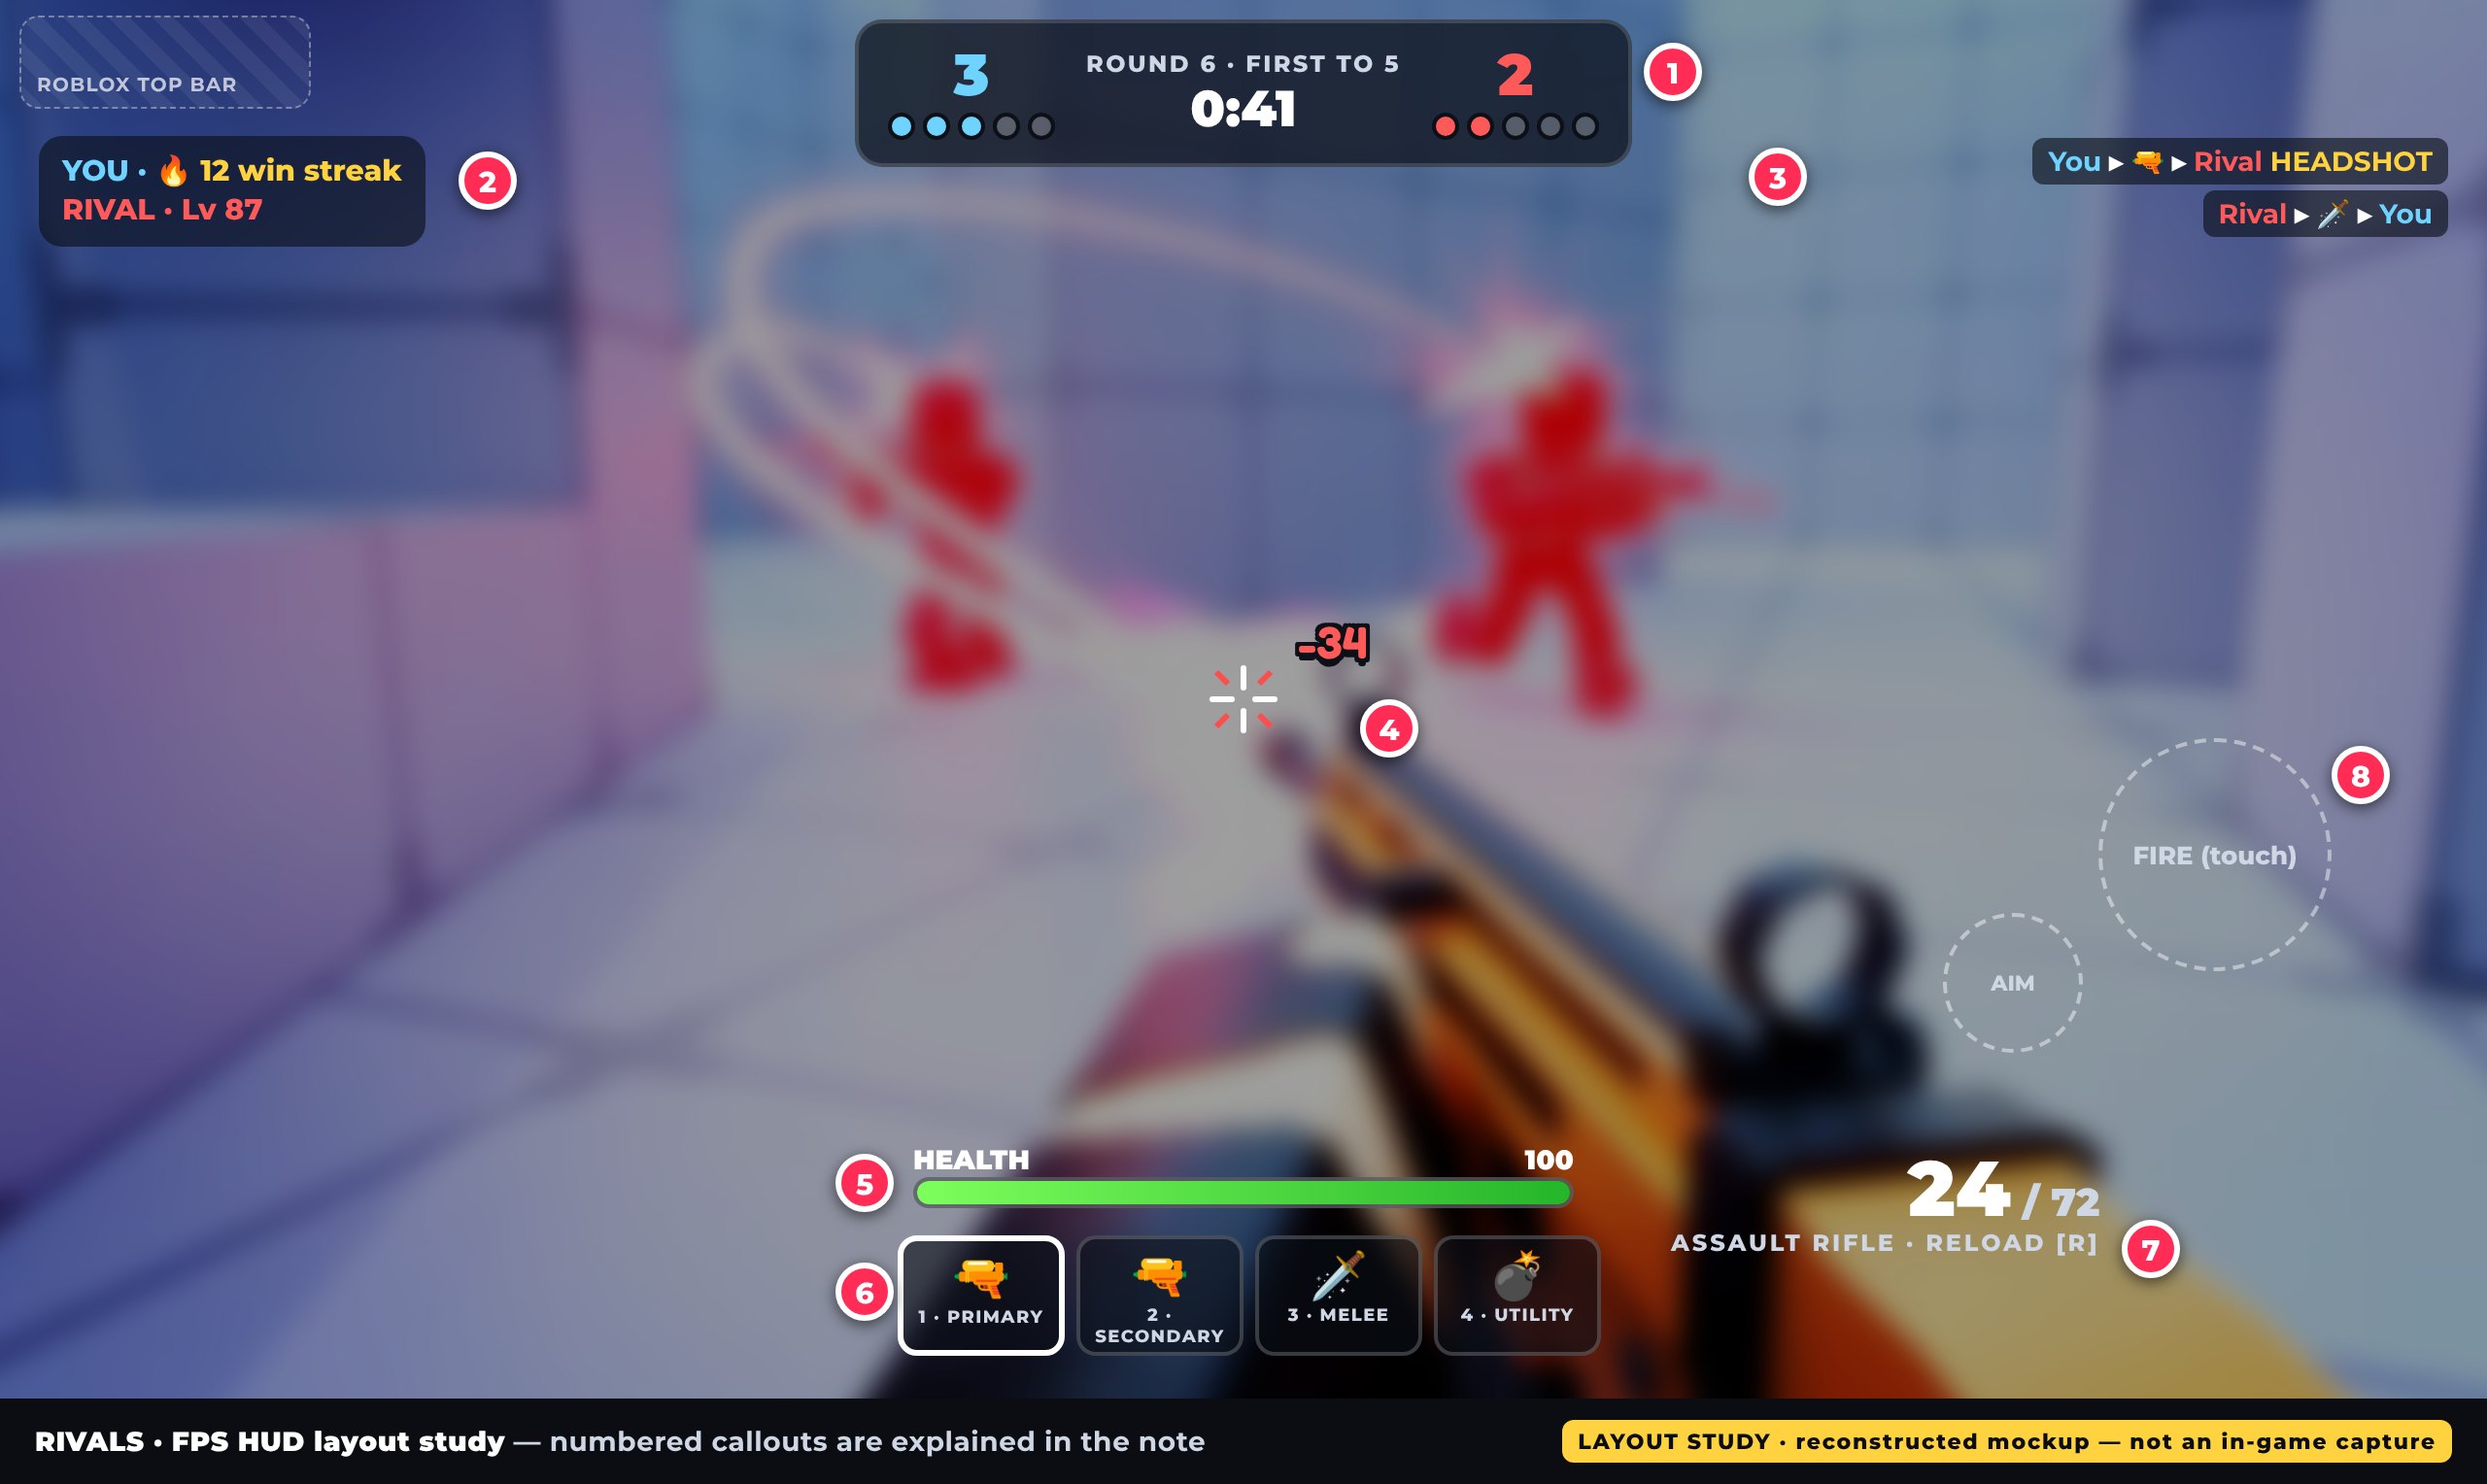 ROBLOX TOP BAR
3
ROUND 6 · FIRST TO 5
0:41
2
1
YOU · 🔥 12 win streak
RIVAL · Lv 87
2
3
You ▸ 🔫 ▸ Rival HEADSHOT
Rival ▸ 🗡️ ▸ You
-34
4
8
FIRE (touch)
AIM
5
HEALTH
100
6
1 · PRIMARY
2 ·
SECONDARY
3 · MELEE
4 · UTILITY
24 / 72
ASSAULT RIFLE · RELOAD [R]
7
RIVALS · FPS HUD layout study — numbered callouts are explained in the note
LAYOUT STUDY · reconstructed mockup — not an in-game capture